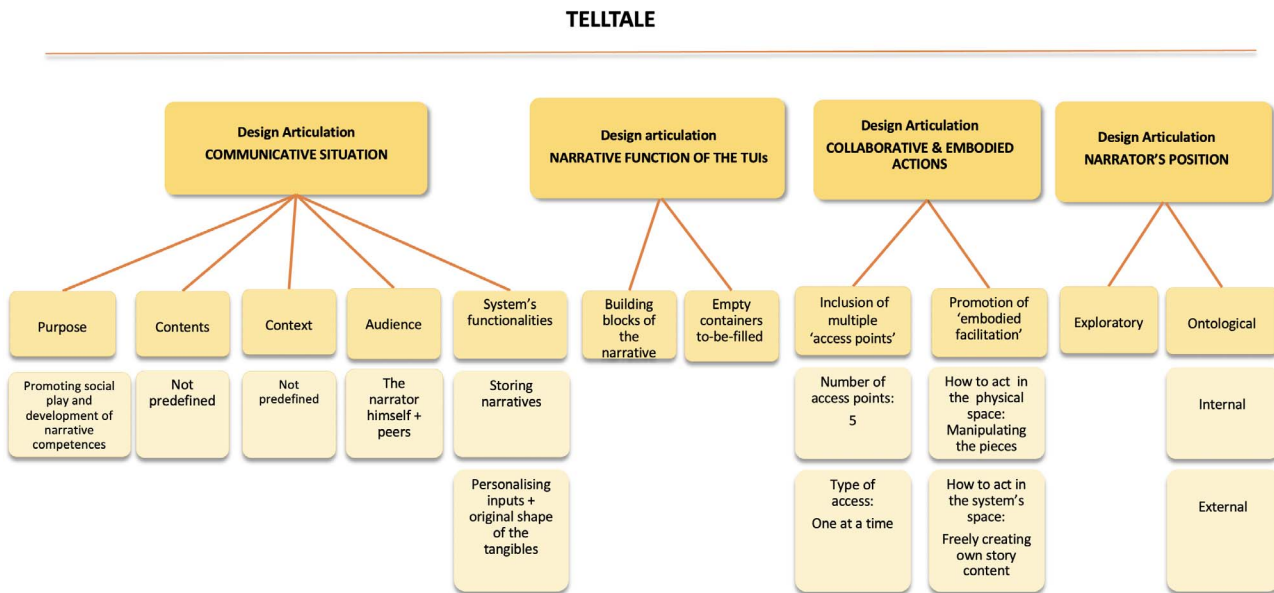 TELLTALE
Design Articulation
COMMUNICATIVE SITUATION
Design articulation
NARRATIVE FUNCTION OF THE TUIs
Design Articulation
COLLABORATIVE & EMBODIED
ACTIONS
Design Articulation
NARRATOR’S POSITION
Purpose
Contents
Context
Audience
System’s
functionalities
Building
blocks of
the
narrative
Empty
containers
to-be-filled
Inclusion of
multiple
‘access points’
Promotion of
‘embodied
facilitation’
Exploratory
Ontological
Promoting social
play and
development of
narrative
competences
Not
predefined
Not
predefined
The
narrator
himself +
peers
Storing
narratives
Number of
access points:
5
How to act in
the physical
space:
Manipulating
the pieces
Internal
Personalising
inputs +
original shape
of the
tangibles
Type of
access:
One at a time
How to act in
the system’s
space:
Freely creating
own story
content
External